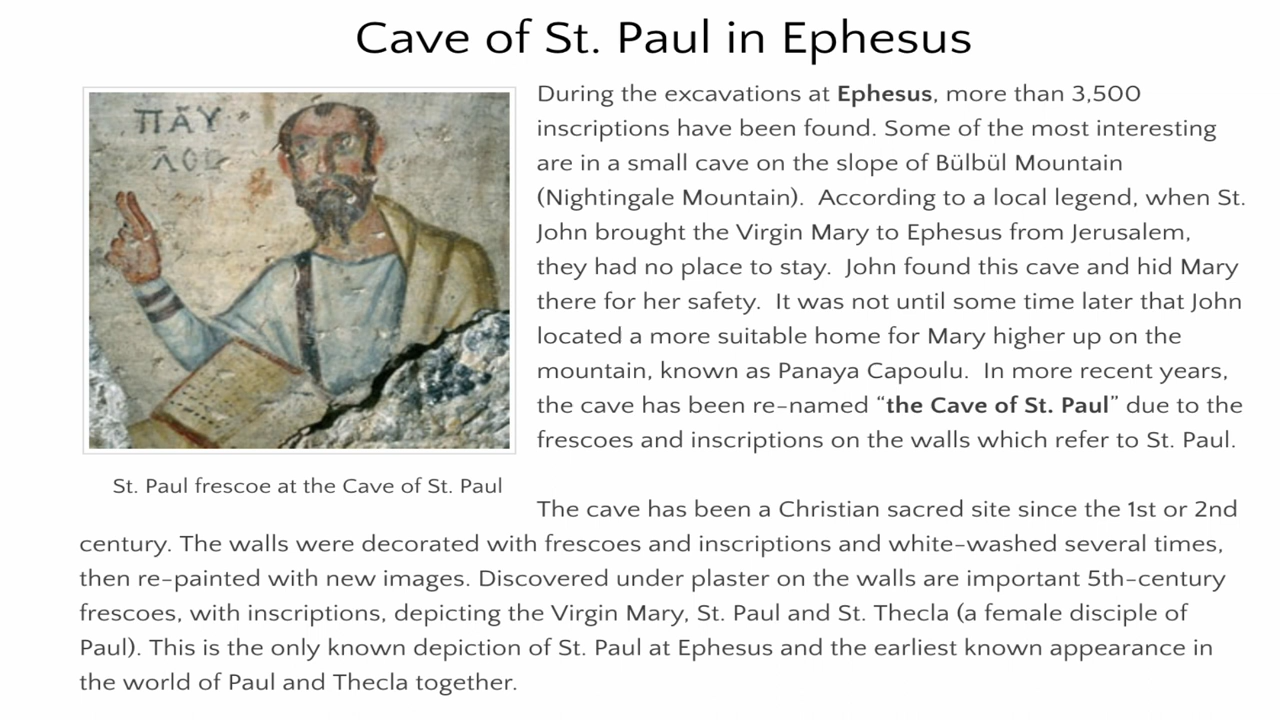 Cave of St. Paul in Ephesus
ΠΑΥ
ΛΟΣ
St. Paul frescoe at the Cave of St. Paul
During the excavations at Ephesus, more than 3,500
inscriptions have been found. Some of the most interesting
are in a small cave on the slope of Bülbül Mountain
(Nightingale Mountain).  According to a local legend, when St.
John brought the Virgin Mary to Ephesus from Jerusalem,
they had no place to stay.  John found this cave and hid Mary
there for her safety.  It was not until some time later that John
located a more suitable home for Mary higher up on the
mountain, known as Panaya Capoulu.  In more recent years,
the cave has been re-named “the Cave of St. Paul” due to the
frescoes and inscriptions on the walls which refer to St. Paul.
The cave has been a Christian sacred site since the 1st or 2nd
century. The walls were decorated with frescoes and inscriptions and white-washed several times,
then re-painted with new images. Discovered under plaster on the walls are important 5th-century
frescoes, with inscriptions, depicting the Virgin Mary, St. Paul and St. Thecla (a female disciple of
Paul). This is the only known depiction of St. Paul at Ephesus and the earliest known appearance in
the world of Paul and Thecla together.